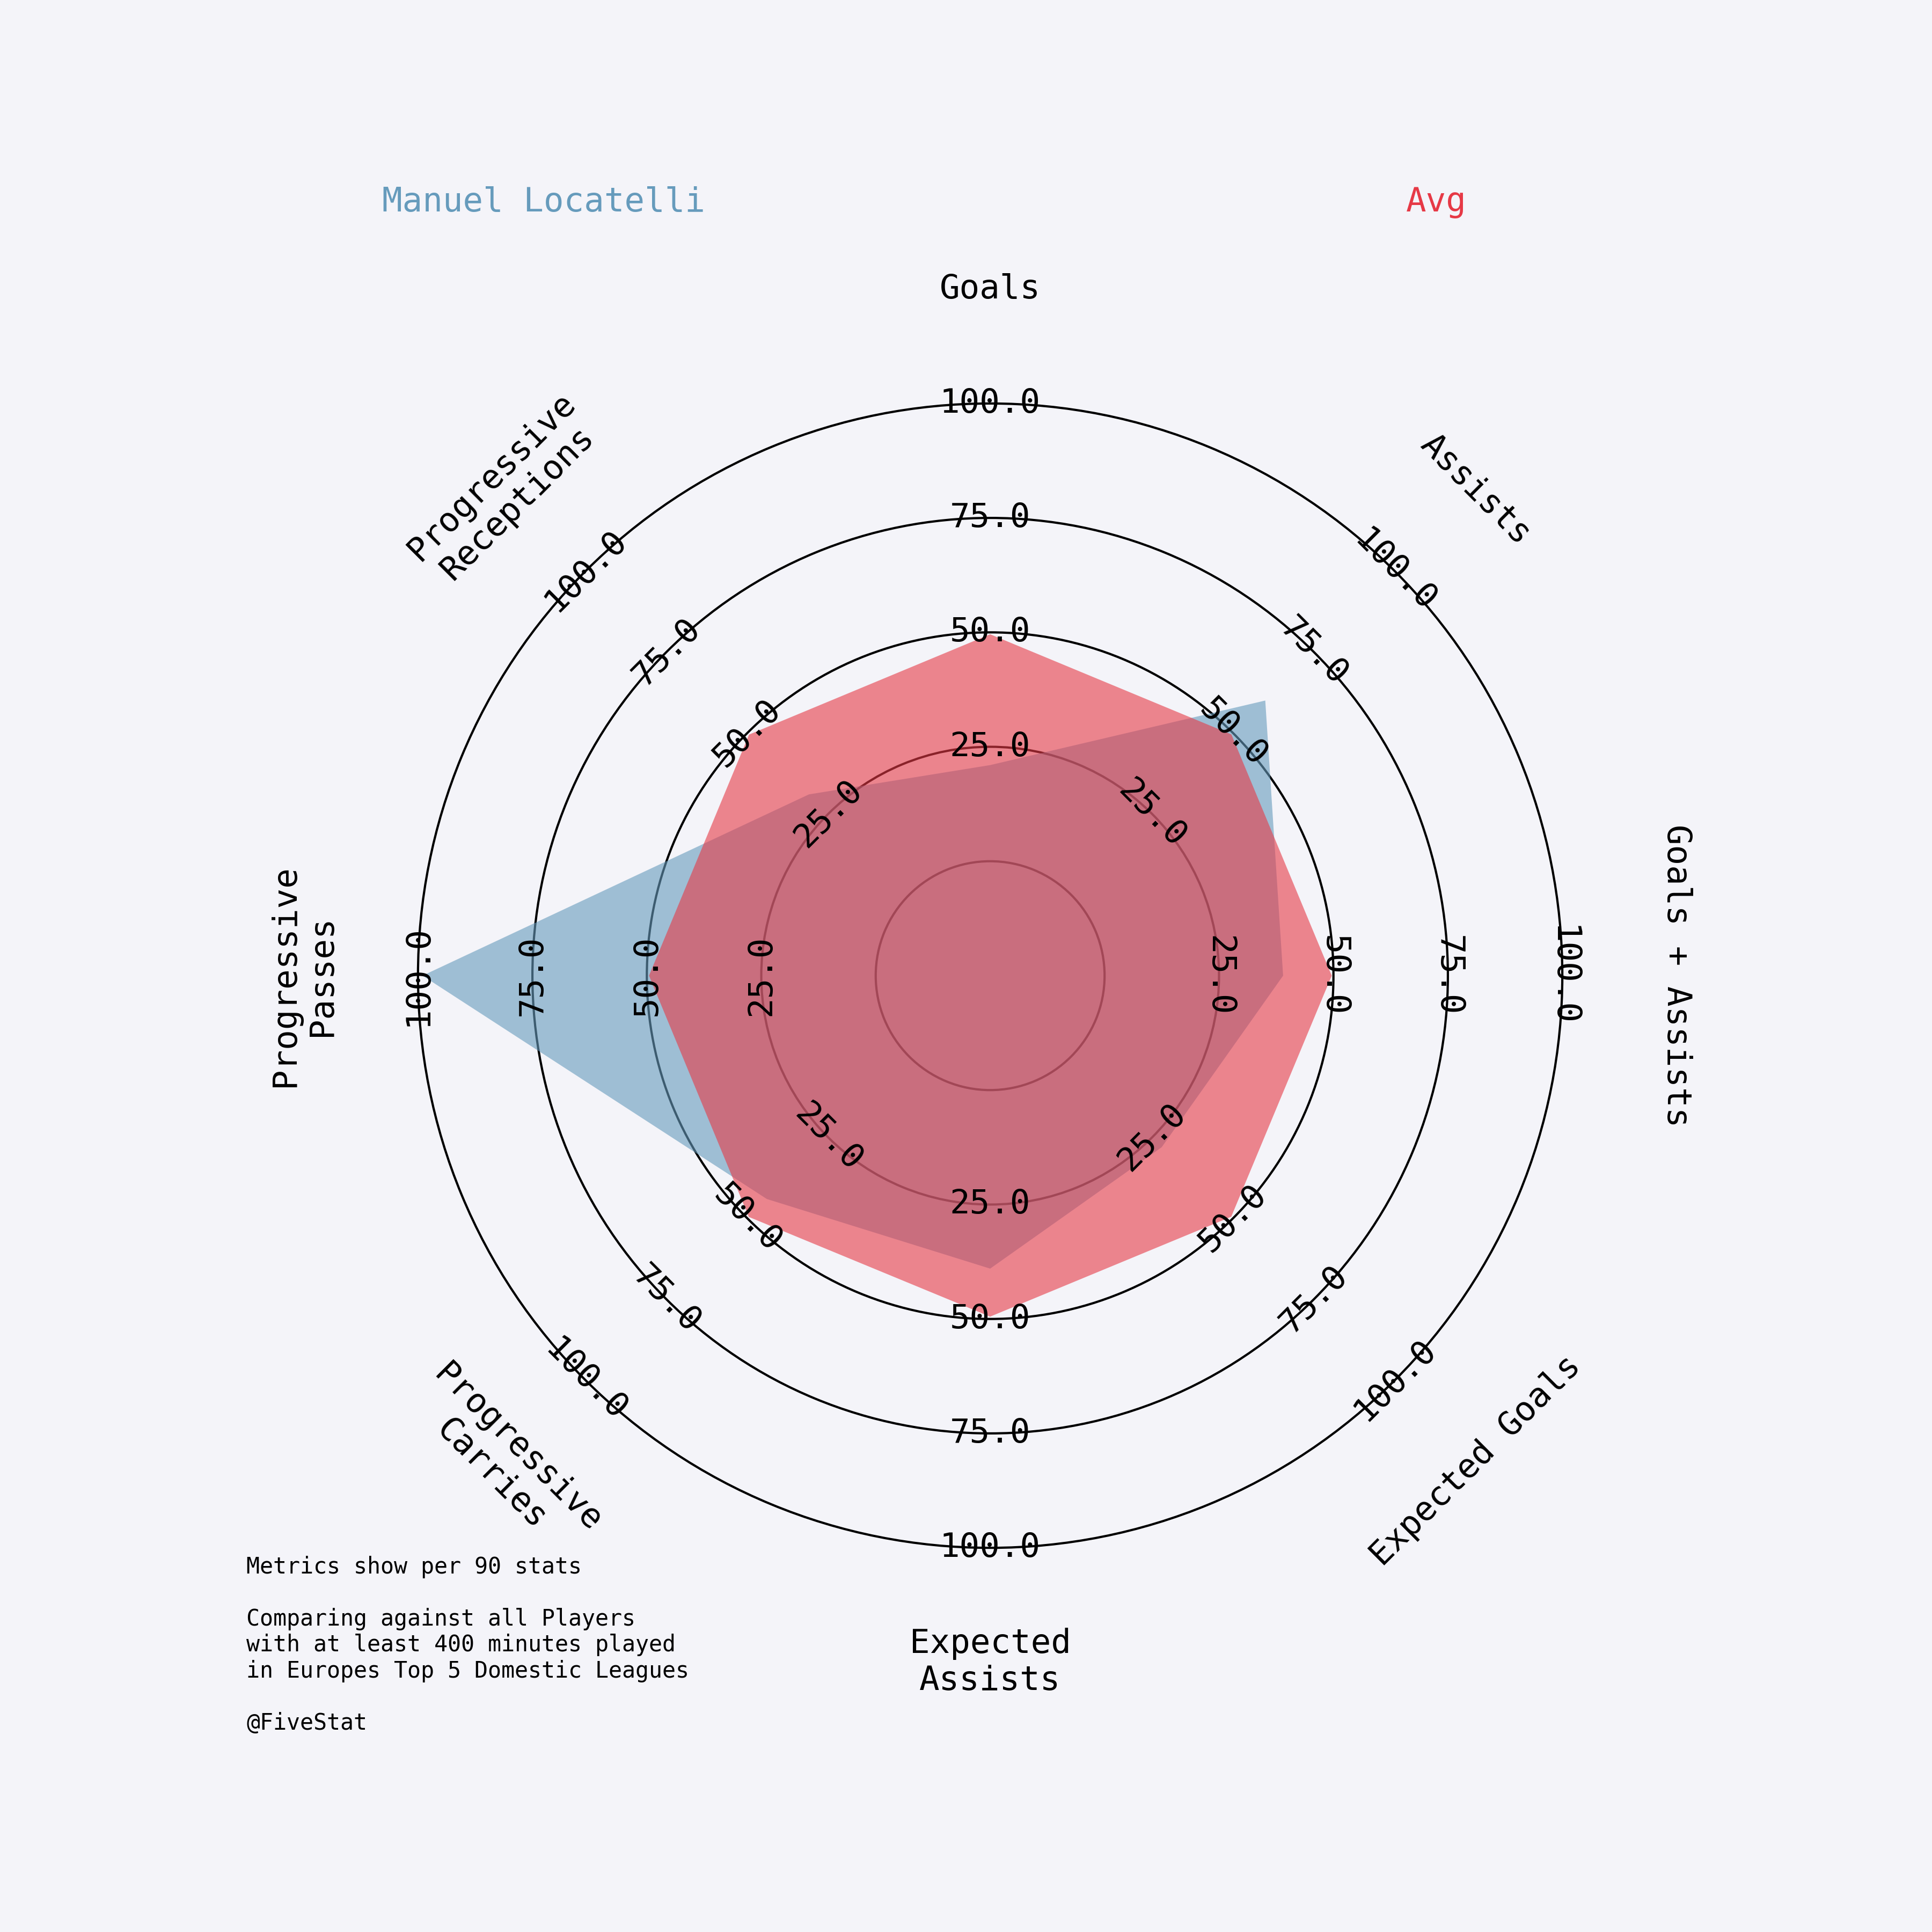 Manuel Locatelli
Avg
Goals
Assists
Goals + Assists
Expected Goals
Expected
Assists
Progressive
Carries
Progressive
Passes
Progressive
Receptions
25.0
50.0
75.0
100.0
25.0
50.0
75.0
100.0
25.0
50.0
75.0
100.0
25.0
50.0
75.0
100.0
25.0
50.0
75.0
100.0
25.0
50.0
75.0
100.0
25.0
50.0
75.0
100.0
25.0
50.0
75.0
100.0
Metrics show per 90 stats
Comparing against all Players
with at least 400 minutes played
in Europes Top 5 Domestic Leagues
@FiveStat